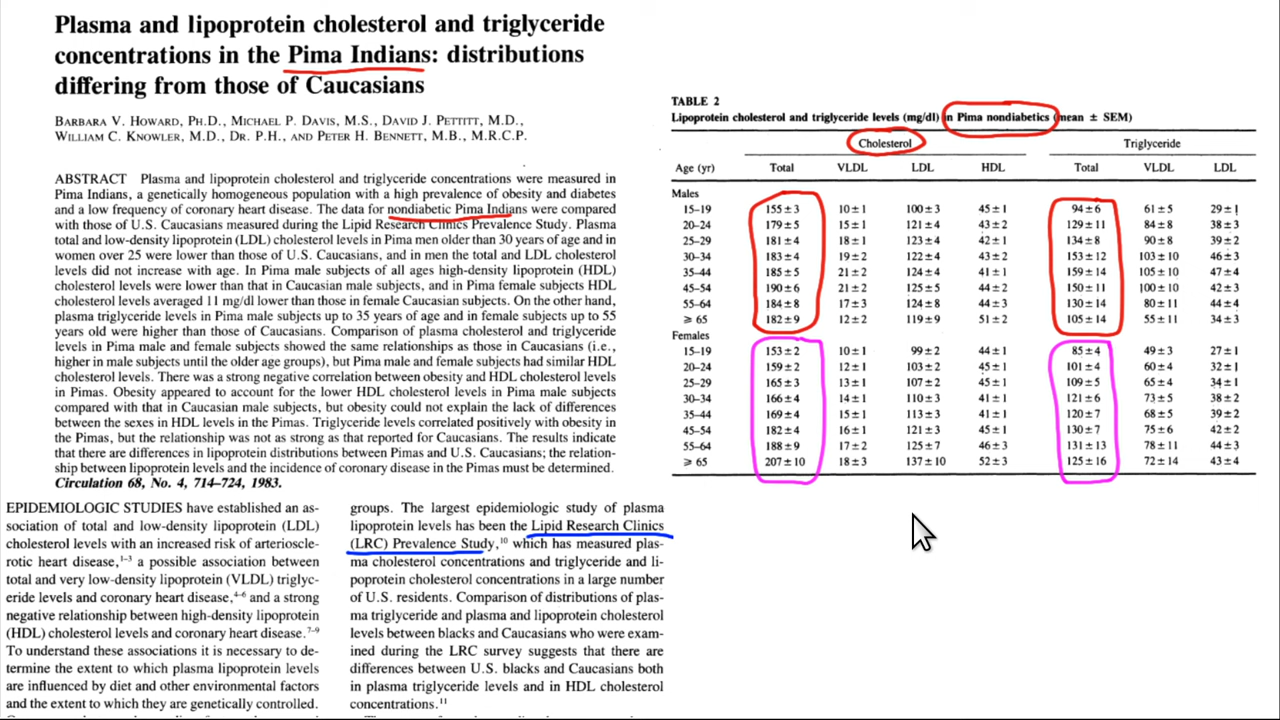 Plasma and lipoprotein cholesterol and triglyceride
concentrations in the Pima Indians: distributions
differing from those of Caucasians
BARBARA V. HOWARD, PH.D., MICHAEL P. DAVIS, M.S., DAVID J. PETTITT, M.D.,
WILLIAM C. KNOWLER, M.D., DR. P.H., AND PETER H. BENNETT, M.B., M.R.C.P.
ABSTRACT Plasma and lipoprotein cholesterol and triglyceride concentrations were measured in
Pima Indians, a genetically homogeneous population with a high prevalence of obesity and diabetes
and a low frequency of coronary heart disease. The data for nondiabetic Pima Indians were compared
with those of U.S. Caucasians measured during the Lipid Research Clinics Prevalence Study. Plasma
total and low-density lipoprotein (LDL) cholesterol levels in Pima men older than 30 years of age and in
women over 25 were lower than those of U.S. Caucasians, and in men the total and LDL cholesterol
levels did not increase with age. In Pima male subjects of all ages high-density lipoprotein (HDL)
cholesterol levels were lower than that in Caucasian male subjects, and in Pima female subjects HDL
cholesterol levels averaged 11 mg/dl lower than those in female Caucasian subjects. On the other hand,
plasma triglyceride levels in Pima male subjects up to 35 years of age and in female subjects up to 55
years old were higher than those of Caucasians. Comparison of plasma cholesterol and triglyceride
levels in Pima male and female subjects showed the same relationships as those in Caucasians (i.e.,
higher in male subjects until the older age groups), but Pima male and female subjects had similar HDL
cholesterol levels. There was a strong negative correlation between obesity and HDL cholesterol levels
in Pimas. Obesity appeared to account for the lower HDL cholesterol levels in Pima male subjects
compared with that in Caucasian male subjects, but obesity could not explain the lack of differences
between the sexes in HDL levels in the Pimas. Triglyceride levels correlated positively with obesity in
the Pimas, but the relationship was not as strong as that reported for Caucasians. The results indicate
that there are differences in lipoprotein distributions between Pimas and U.S. Caucasians; the relation-
ship between lipoprotein levels and the incidence of coronary disease in the Pimas must be determined.
Circulation 68, No. 4, 714–724, 1983.
EPIDEMIOLOGIC STUDIES have established an as-
sociation of total and low-density lipoprotein (LDL)
cholesterol levels with an increased risk of arterioscle-
rotic heart disease,1–3 a possible association between
total and very low-density lipoprotein (VLDL) triglyc-
eride levels and coronary heart disease,4–6 and a strong
negative relationship between high-density lipoprotein
(HDL) cholesterol levels and coronary heart disease.7–9
To understand these associations it is necessary to de-
termine the extent to which plasma lipoprotein levels
are influenced by diet and other environmental factors
and the extent to which they are genetically controlled.
groups. The largest epidemiologic study of plasma
lipoprotein levels has been the Lipid Research Clinics
(LRC) Prevalence Study,10 which has measured plas-
ma cholesterol concentrations and triglyceride and li-
poprotein cholesterol concentrations in a large number
of U.S. residents. Comparison of distributions of plas-
ma triglyceride and plasma and lipoprotein cholesterol
levels between blacks and Caucasians who were exam-
ined during the LRC survey suggests that there are
differences between U.S. blacks and Caucasians both
in plasma triglyceride levels and in HDL cholesterol
concentrations.11
TABLE 2
Lipoprotein cholesterol and triglyceride levels (mg/dl) in Pima nondiabetics (mean ± SEM)
Cholesterol Triglyceride
Age (yr) Total VLDL LDL HDL Total VLDL LDL
Males
15–19 155±3 10±1 100±3 45±1 94±6 61±5 29±1
20–24 179±5 15±1 121±4 43±2 129±11 84±8 38±3
25–29 181±4 18±1 123±4 42±1 134±8 90±8 39±2
30–34 183±4 19±2 122±4 43±2 153±12 103±10 46±3
35–44 185±5 21±2 124±4 41±1 159±14 105±10 47±4
45–54 190±6 21±2 125±5 44±2 150±11 100±10 42±3
55–64 184±8 17±3 124±8 44±3 130±14 80±11 44±4
≥65 182±9 12±2 119±9 51±2 105±14 55±11 34±3
Females
15–19 153±2 10±1 99±2 44±1 85±4 49±3 27±1
20–24 159±2 12±1 103±2 45±1 101±4 60±4 32±1
25–29 165±3 13±1 107±2 45±1 109±5 65±4 34±1
30–34 166±4 14±1 110±3 41±1 121±6 73±5 38±2
35–44 169±4 15±1 113±3 41±1 120±7 68±5 39±2
45–54 182±4 16±1 121±3 45±1 130±7 75±6 42±2
55–64 188±9 17±2 125±7 46±3 131±13 78±11 44±3
≥65 207±10 18±3 137±10 52±3 125±16 72±14 43±4